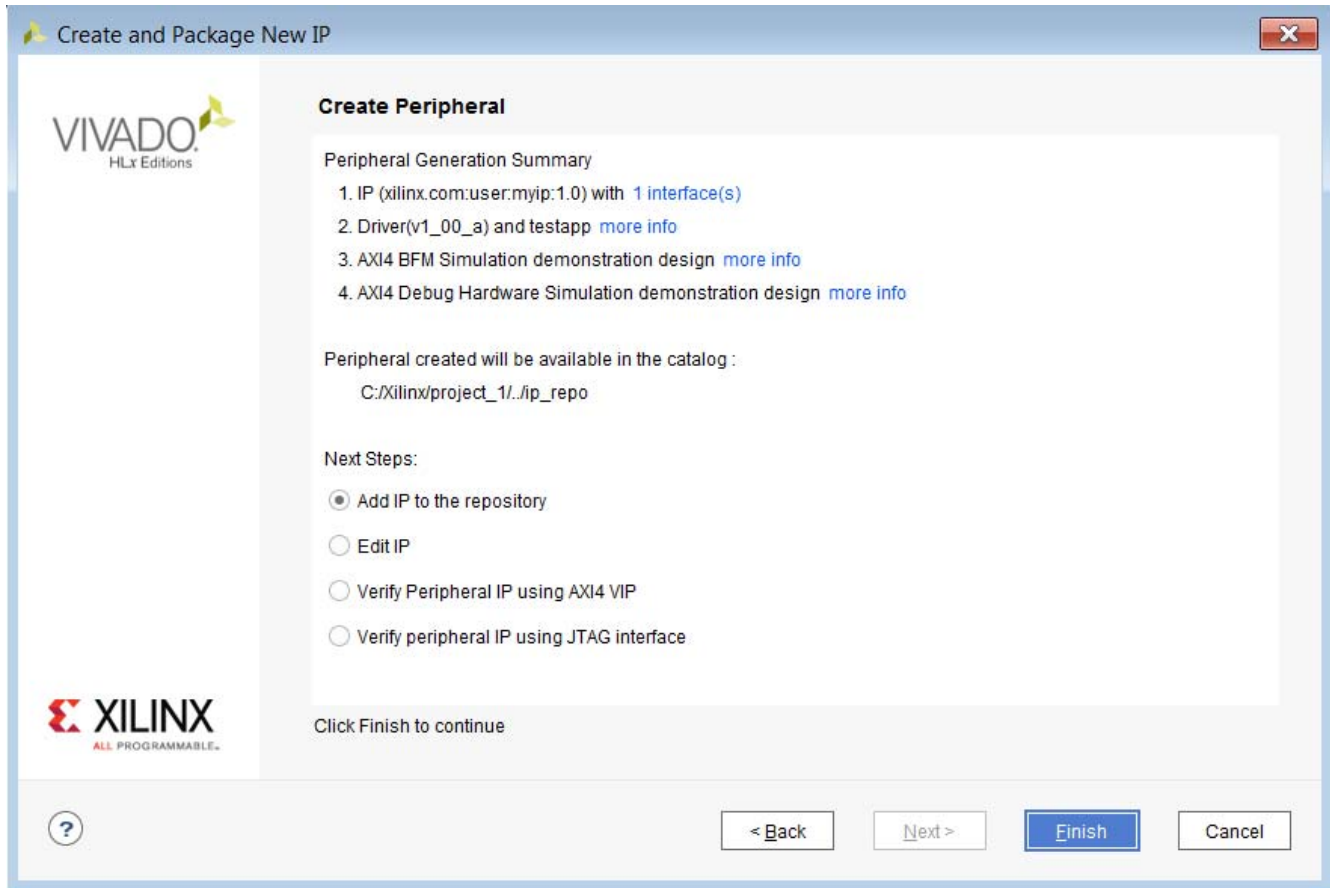 Create and Package New IP
VIVADO.
HLx Editions
Create Peripheral
Peripheral Generation Summary
1. IP (xilinx.com:user:myip:1.0) with 1 interface(s)
2. Driver(v1_00_a) and testapp more info
3. AXI4 BFM Simulation demonstration design more info
4. AXI4 Debug Hardware Simulation demonstration design more info
Peripheral created will be available in the catalog :
C:/Xilinx/project_1/../ip_repo
Next Steps:
Add IP to the repository
Edit IP
Verify Peripheral IP using AXI4 VIP
Verify peripheral IP using JTAG interface
XILINX
ALL PROGRAMMABLE™
Click Finish to continue
?
< Back
Next >
Finish
Cancel